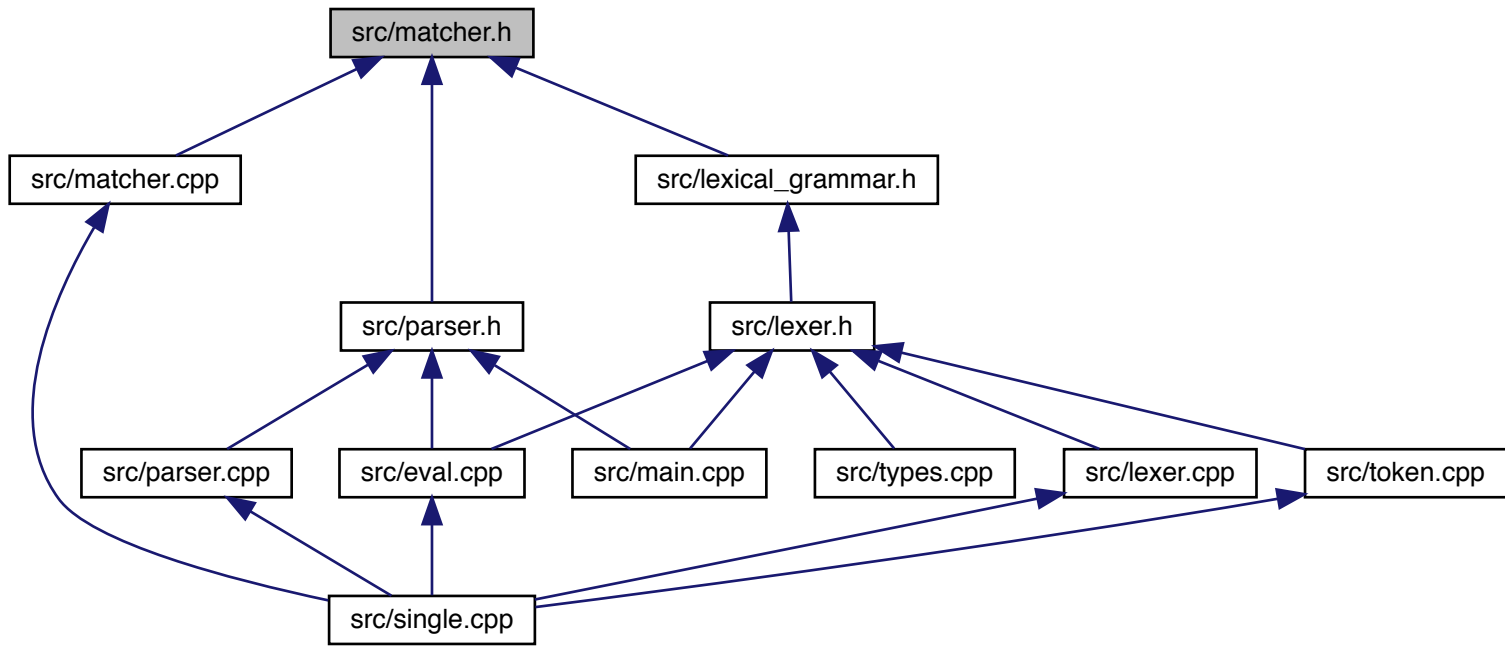 src/matcher.h
src/matcher.cpp
src/lexical_grammar.h
src/parser.h
src/lexer.h
src/parser.cpp
src/eval.cpp
src/main.cpp
src/types.cpp
src/lexer.cpp
src/token.cpp
src/single.cpp